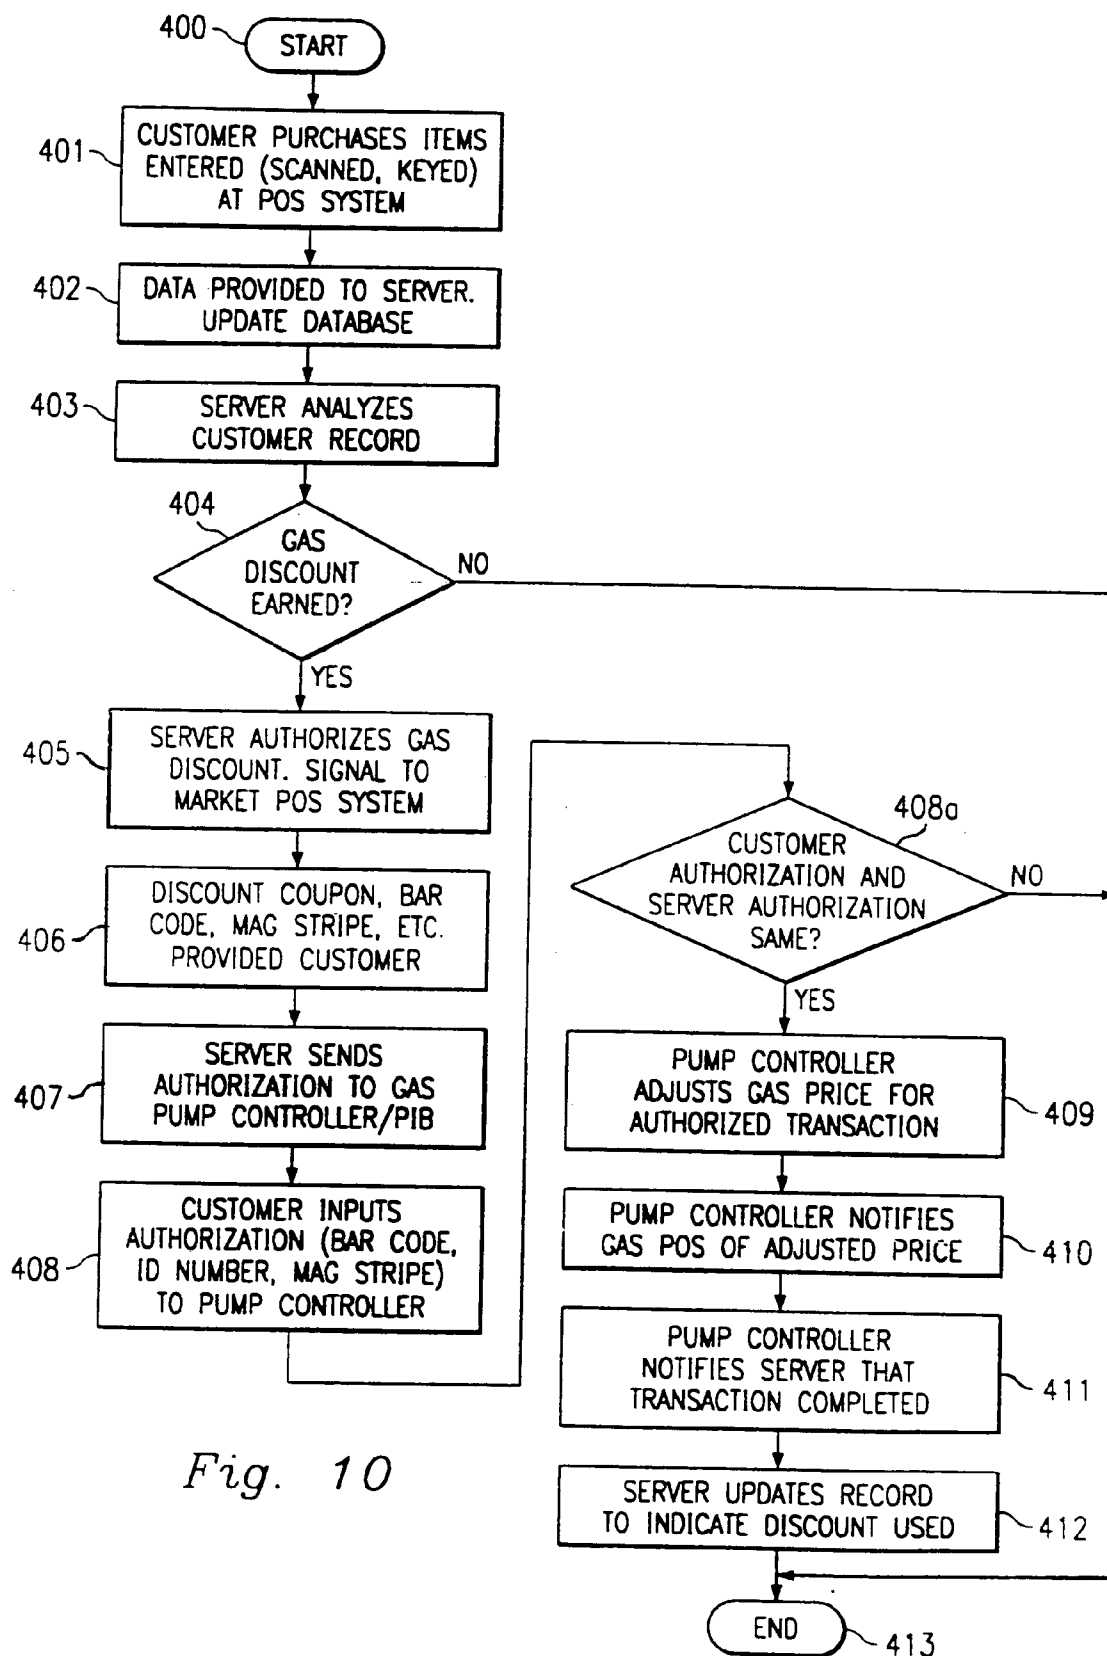 400
START
401
CUSTOMER PURCHASES ITEMS
ENTERED (SCANNED, KEYED)
AT POS SYSTEM
402
DATA PROVIDED TO SERVER.
UPDATE DATABASE
403
SERVER ANALYZES
CUSTOMER RECORD
404
GAS
DISCOUNT
EARNED?
NO
YES
405
SERVER AUTHORIZES GAS
DISCOUNT. SIGNAL TO
MARKET POS SYSTEM
406
DISCOUNT COUPON, BAR
CODE, MAG STRIPE, ETC.
PROVIDED CUSTOMER
407
SERVER SENDS
AUTHORIZATION TO GAS
PUMP CONTROLLER/PIB
408
CUSTOMER INPUTS
AUTHORIZATION (BAR CODE,
ID NUMBER, MAG STRIPE)
TO PUMP CONTROLLER
408a
CUSTOMER
AUTHORIZATION AND
SERVER AUTHORIZATION
SAME?
NO
YES
PUMP CONTROLLER
ADJUSTS GAS PRICE FOR
AUTHORIZED TRANSACTION
409
PUMP CONTROLLER NOTIFIES
GAS POS OF ADJUSTED PRICE
410
PUMP CONTROLLER
NOTIFIES SERVER THAT
TRANSACTION COMPLETED
411
SERVER UPDATES RECORD
TO INDICATE DISCOUNT USED
412
END
413
Fig. 10